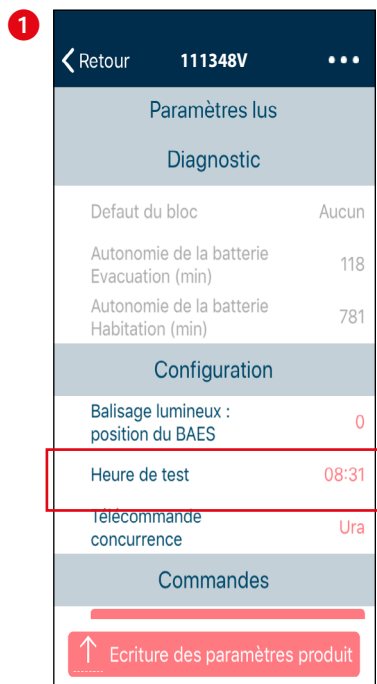 1
Retour 111348V •••
Paramètres lus
Diagnostic
Defaut du bloc Aucun
Autonomie de la batterie
Evacuation (min) 118
Autonomie de la batterie
Habitation (min) 781
Configuration
Balisage lumineux :
position du BAES 0
Heure de test 08:31
Télécommande
concurrence Ura
Commandes
Ecriture des paramètres produit